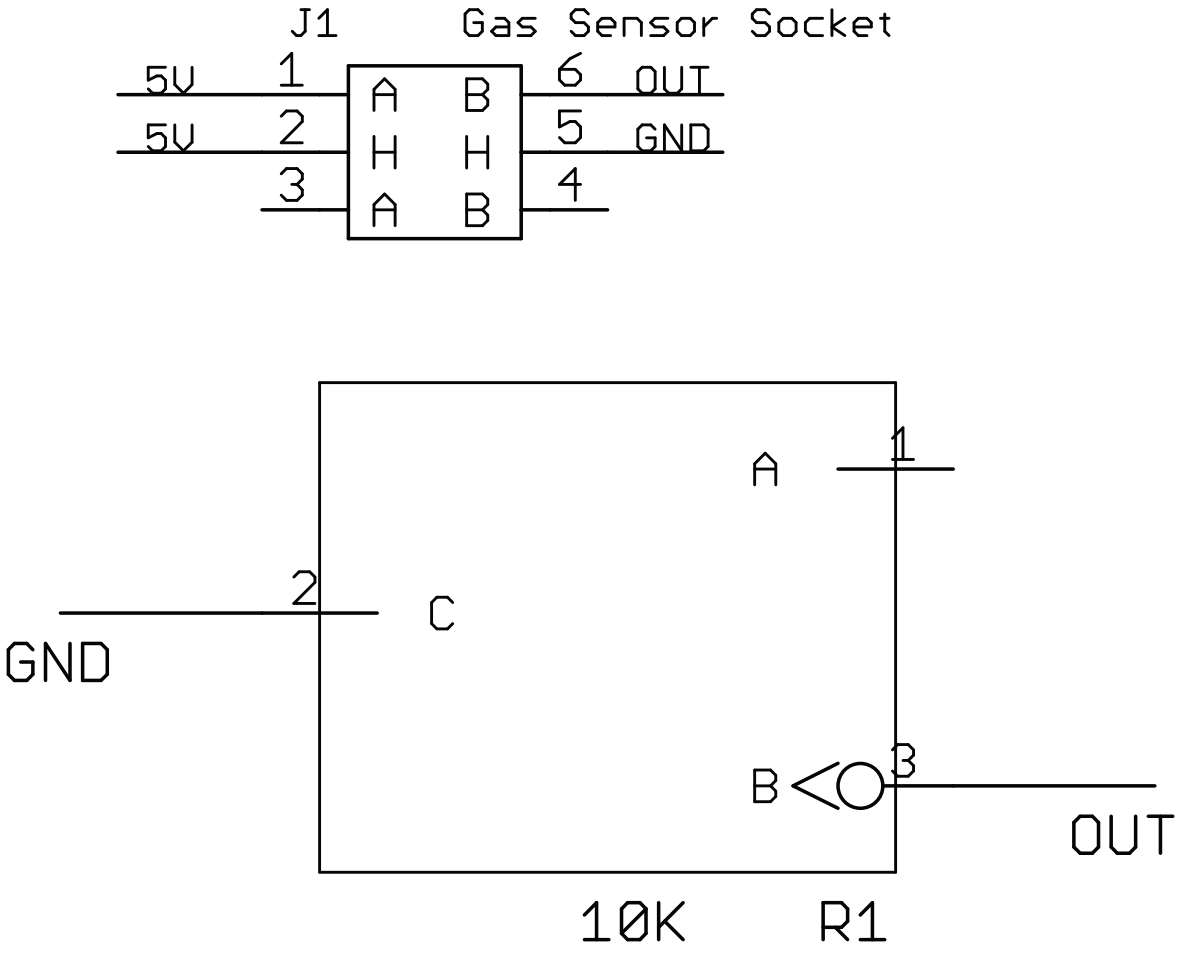 J1 Gas Sensor Socket
5V 1 A B 6 OUT
5V 2 H H 5 GND
3 A B 4
A 1
2 C
GND
B 3
OUT
10K R1